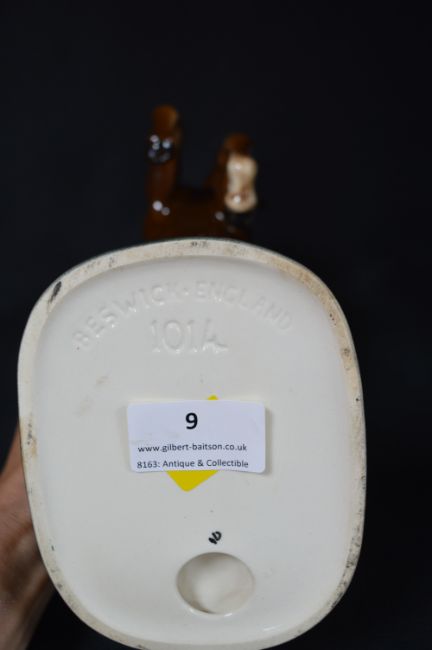 BESWICK · ENGLAND
1014
9
www.gilbert-baitson.co.uk
8163: Antique & Collectible